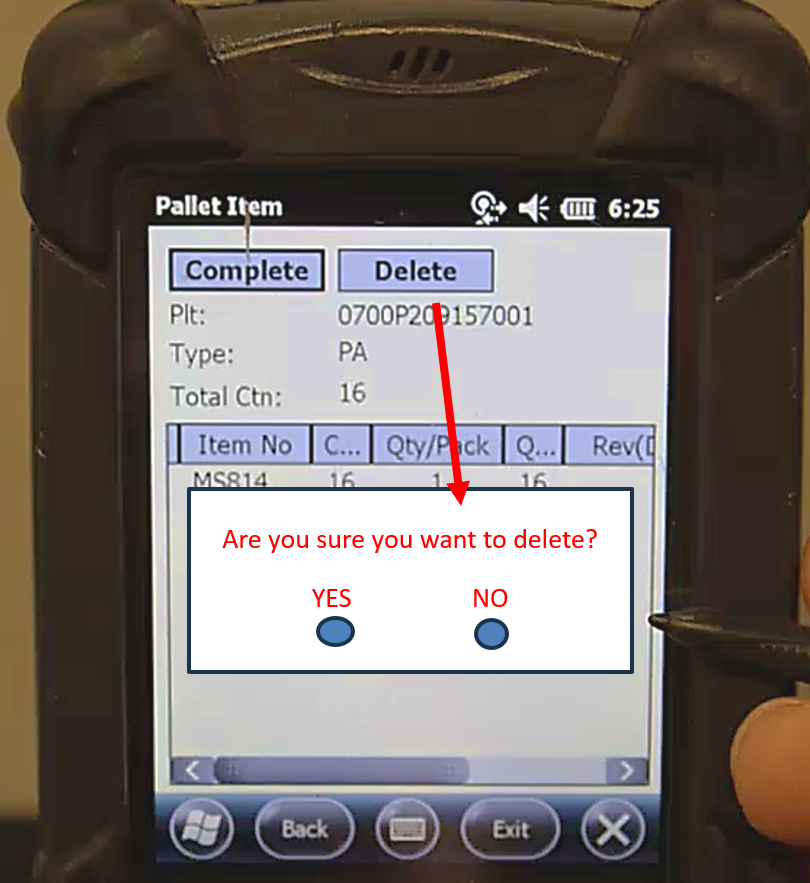 Pallet Item 6:25
Complete Delete
Plt: 0700P209157001
Type: PA
Total Ctn: 16
Item No C... Qty/Pack Q... Rev(D
MS814 16 1 16
Are you sure you want to delete?
YES NO
Back Exit